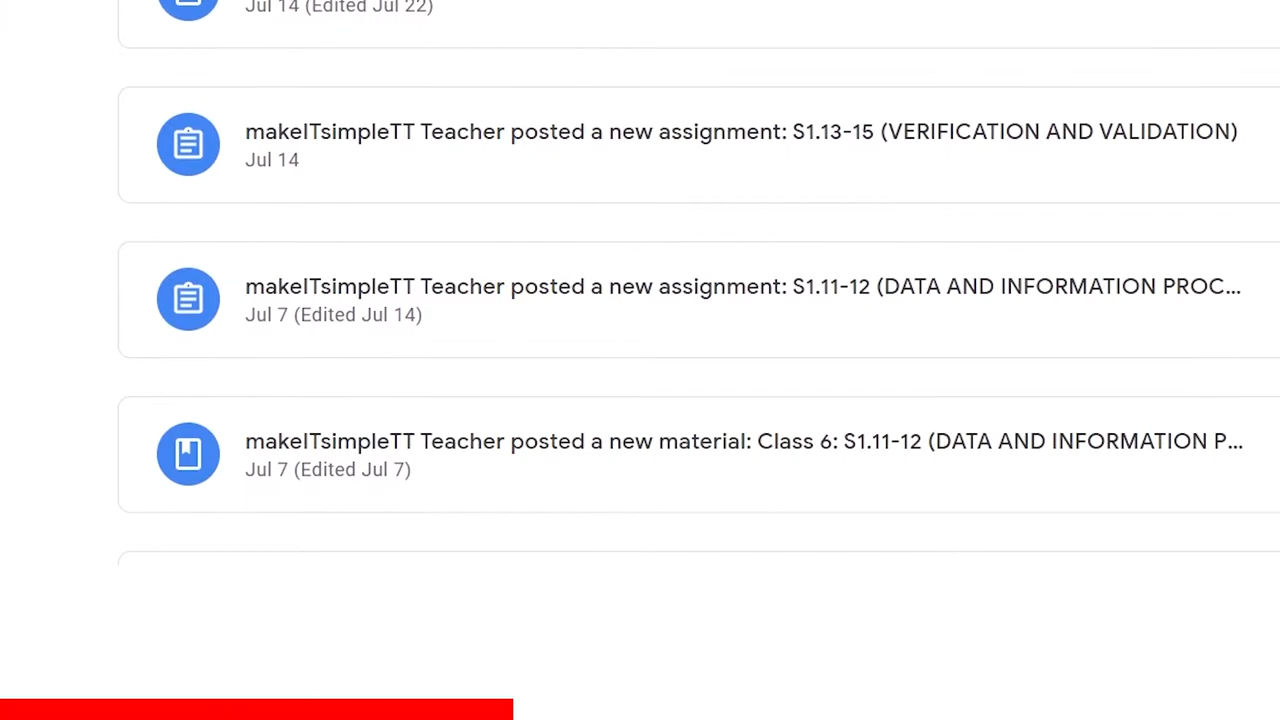 Jul 14 (Edited Jul 22)
makeITsimpleTT Teacher posted a new assignment: S1.13-15 (VERIFICATION AND VALIDATION)
Jul 14
makeITsimpleTT Teacher posted a new assignment: S1.11-12 (DATA AND INFORMATION PROC...
Jul 7 (Edited Jul 14)
makeITsimpleTT Teacher posted a new material: Class 6: S1.11-12 (DATA AND INFORMATION P...
Jul 7 (Edited Jul 7)